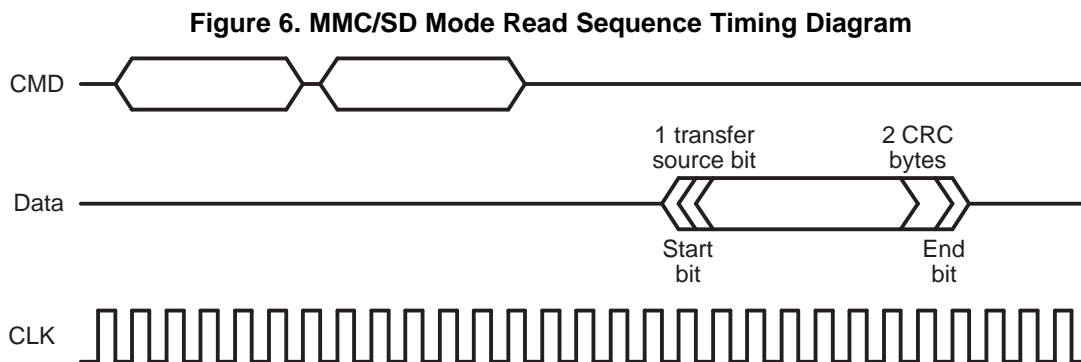 Figure 6. MMC/SD Mode Read Sequence Timing Diagram
CMD
1 transfer
source bit
2 CRC
bytes
Data
Start
bit
End
bit
CLK